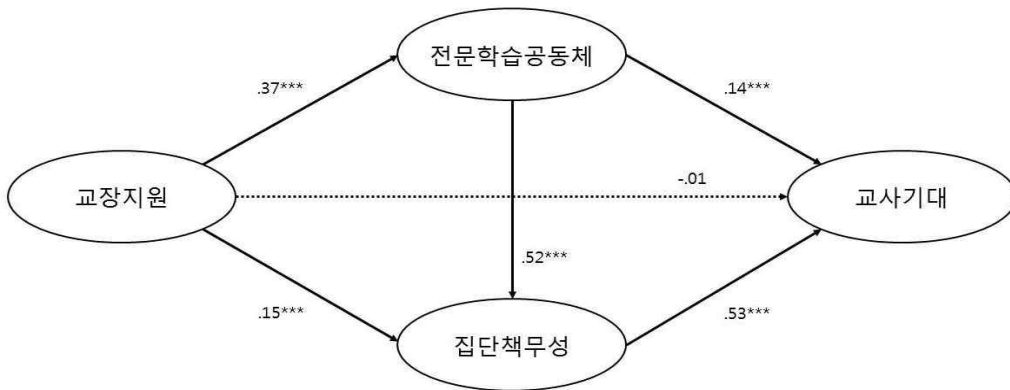 전문학습공동체
.37***
.14***
교장지원
-.01
교사기대
.52***
.15***
.53***
집단책무성